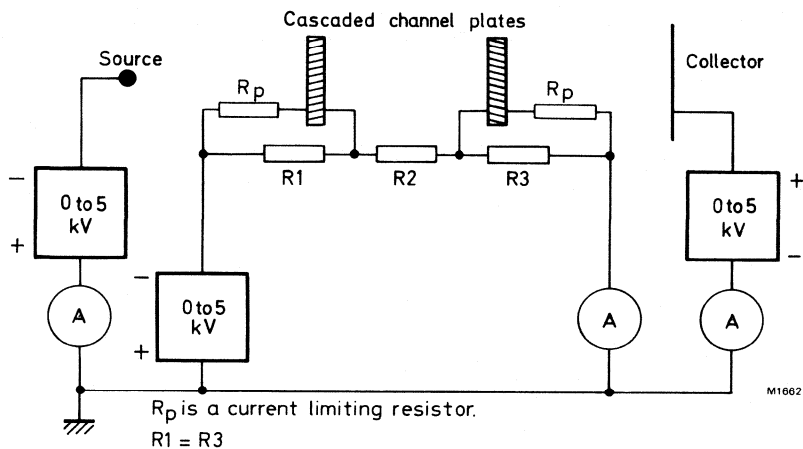 Cascaded channel plates
Source
Collector
Rp
Rp
R1
R2
R3
−
0 to 5
kV
+
−
0 to 5
kV
+
+
0 to 5
kV
−
A
A
A
M1662
Rp is a current limiting resistor.
R1 = R3